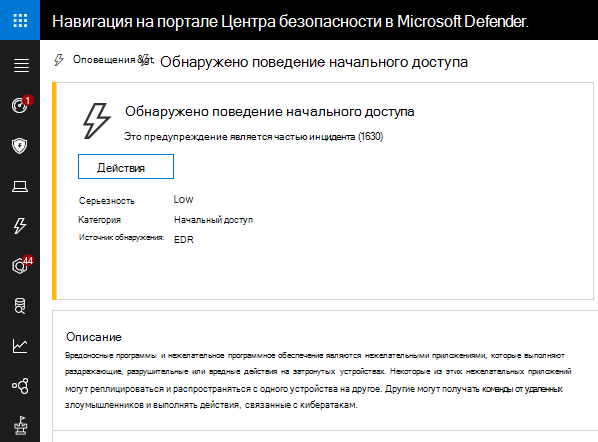 Навигация на портале Центра безопасности в Microsoft Defender.
Оповещения &gt; Обнаружено поведение начального доступа
1
Обнаружено поведение начального доступа
Это предупреждение является частью инцидента (1630)
Действия
Серьезность Low
Категория Начальный доступ
Источник обнаружения: EDR
44
Описание
Вредоносные программы и нежелательное программное обеспечение являются нежелательными приложениями, которые выполняют
раздражающие, разрушительные или вредные действия на затронутых устройствах. Некоторые из этих нежелательных приложений
могут реплицироваться и распространяться с одного устройства на другое. Другие могут получать команды от удаленных
злоумышленников и выполнять действия, связанные с кибератакам.